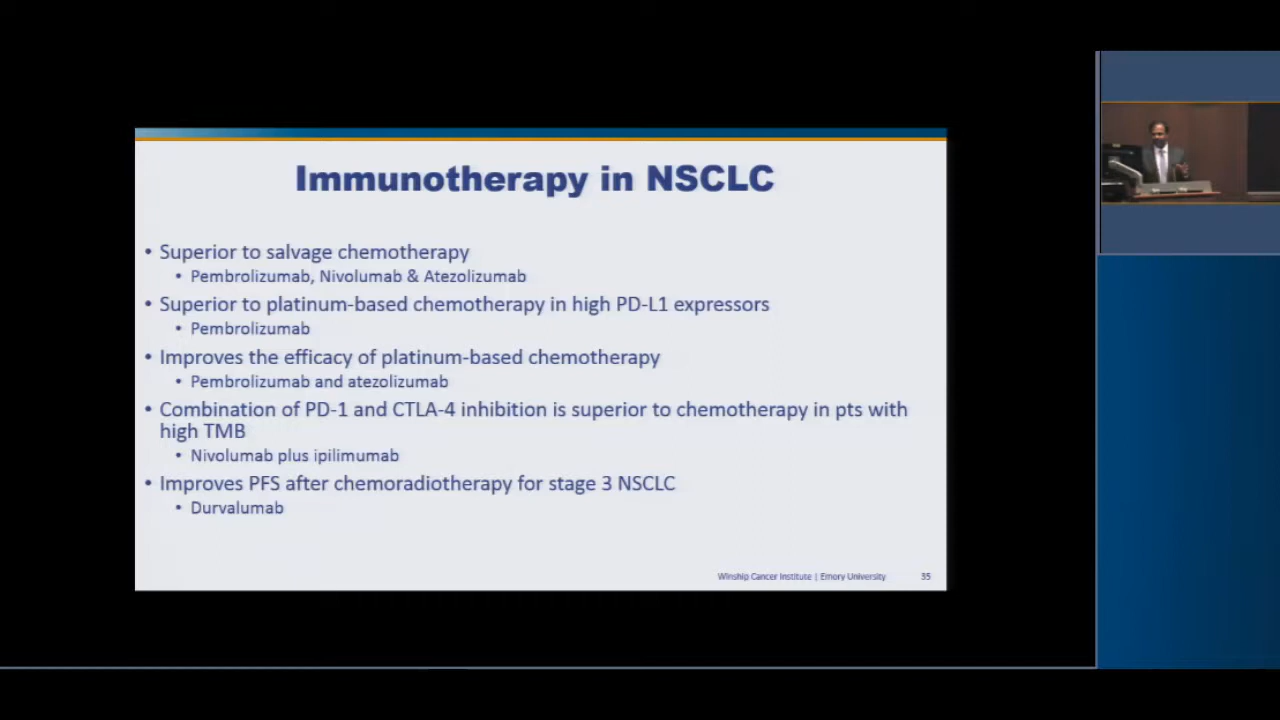 Immunotherapy in NSCLC
• Superior to salvage chemotherapy
• Pembrolizumab, Nivolumab & Atezolizumab
• Superior to platinum-based chemotherapy in high PD-L1 expressors
• Pembrolizumab
• Improves the efficacy of platinum-based chemotherapy
• Pembrolizumab and atezolizumab
• Combination of PD-1 and CTLA-4 inhibition is superior to chemotherapy in pts with
high TMB
• Nivolumab plus ipilimumab
• Improves PFS after chemoradiotherapy for stage 3 NSCLC
• Durvalumab
Winship Cancer Institute | Emory University 35